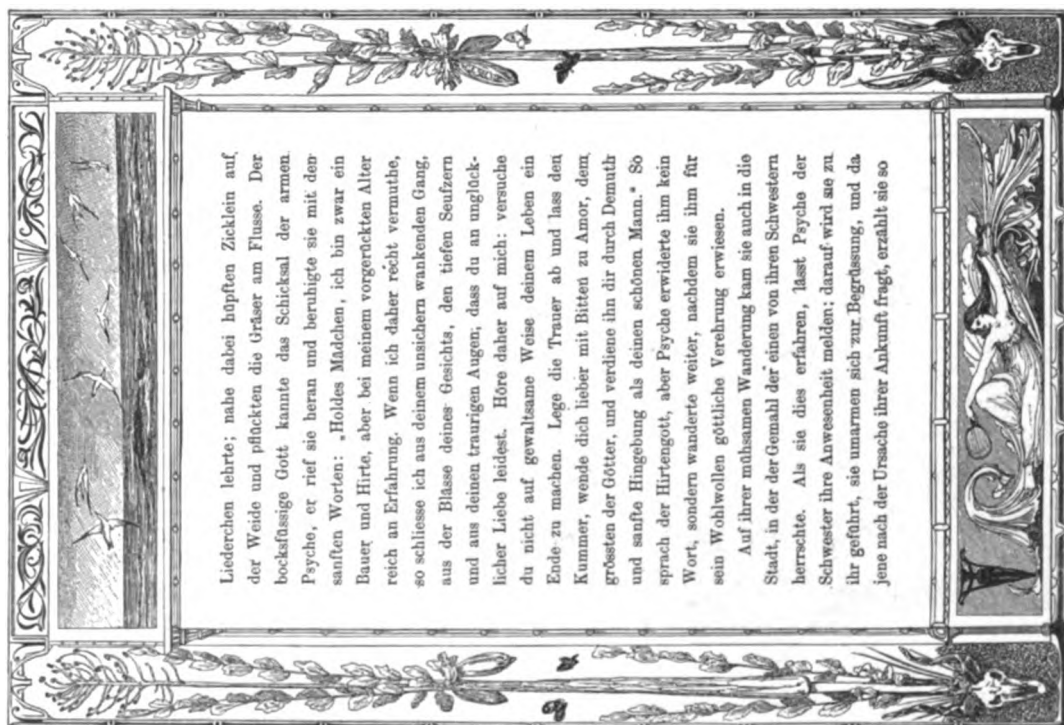 Liederchen lehrte; nahe dabei hüpften Zicklein auf
der Weide und pflückten die Gräser am Flusse. Der
bocksfüssige Gott kannte das Schicksal der armen
Psyche, er rief sie heran und beruhigte sie mit den
sanften Worten: „Holdes Mädchen, ich bin zwar ein
Bauer und Hirte, aber bei meinem vorgerückten Alter
reich an Erfahrung. Wenn ich daher recht vermuthe,
so schliesse ich aus deinem unsichern wankenden Gang,
aus der Blässe deines Gesichts, den tiefen Seufzern
und aus deinen traurigen Augen, dass du an unglück-
licher Liebe leidest. Höre daher auf mich: versuche
du nicht auf gewaltsame Weise deinem Leben ein
Ende zu machen. Lege die Trauer ab und lass den
Kummer, wende dich lieber mit Bitten zu Amor, dem
grössten der Götter, und verdiene ihn dir durch Demuth
und sanfte Hingebung als deinen schönen Mann.“ So
sprach der Hirtengott, aber Psyche erwiderte ihm kein
Wort, sondern wanderte weiter, nachdem sie ihm für
sein Wohlwollen göttliche Verehrung erwiesen.
Auf ihrer mühsamen Wanderung kam sie auch in die
Stadt, in der der Gemahl der einen von ihren Schwestern
herrschte. Als sie dies erfahren, lässt Psyche der
Schwester ihre Anwesenheit melden; darauf wird sie zu
ihr geführt, sie umarmen sich zur Begrüssung, und da
jene nach der Ursache ihrer Ankunft fragt, erzählt sie so